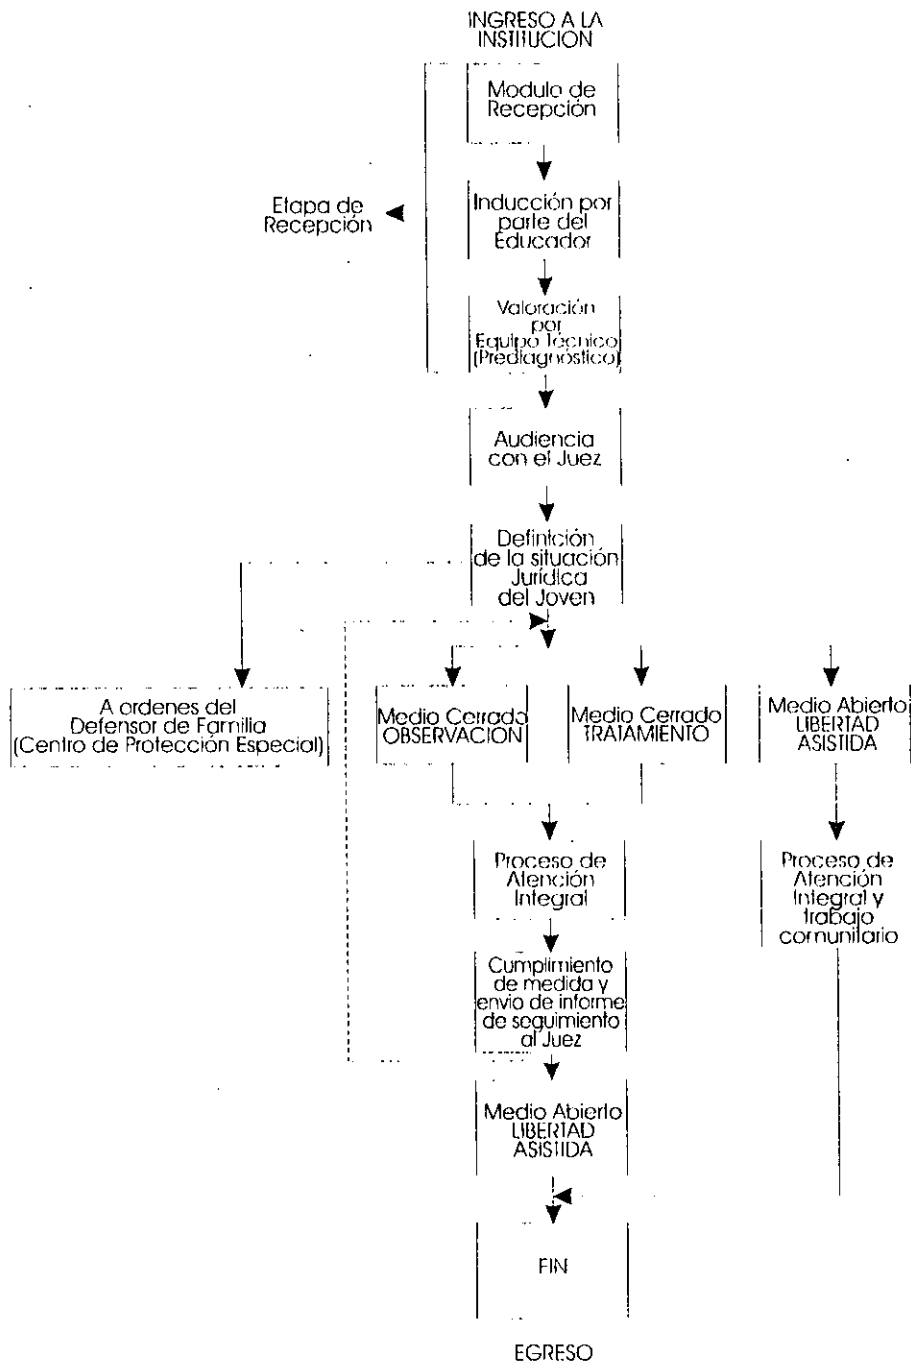 INGRESO A LA
INSTITUCION
Modulo de
Recepción
Etapa de
Recepción
Inducción por
parte del
Educador
Valoración
por
Equipo Técnico
(Prediagnóstico)
Audiencia
con el Juez
Definición
de la situación
Jurídica
del Joven
A ordenes del
Defensor de Familia
(Centro de Protección Especial)
Medio Cerrado
OBSERVACION
Medio Cerrado
TRATAMIENTO
Medio Abierto
LIBERTAD
ASISTIDA
Proceso de
Atención
Integral
Proceso de
Atención
Integral y
trabajo
comunitario
Cumplimiento
de medida y
envio de informe
de seguimiento
al Juez
Medio Abierto
LIBERTAD
ASISTIDA
FIN
EGRESO